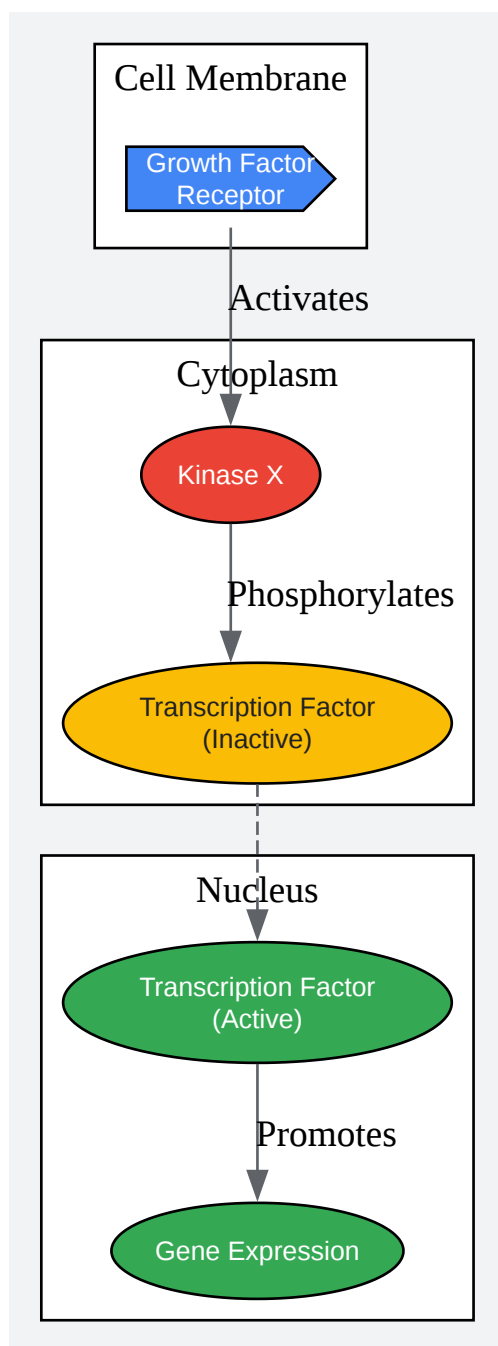 Cell Membrane
Growth Factor
Receptor
Activates
Cytoplasm
Kinase X
Phosphorylates
Transcription Factor
(Inactive)
Nucleus
Transcription Factor
(Active)
Promotes
Gene Expression